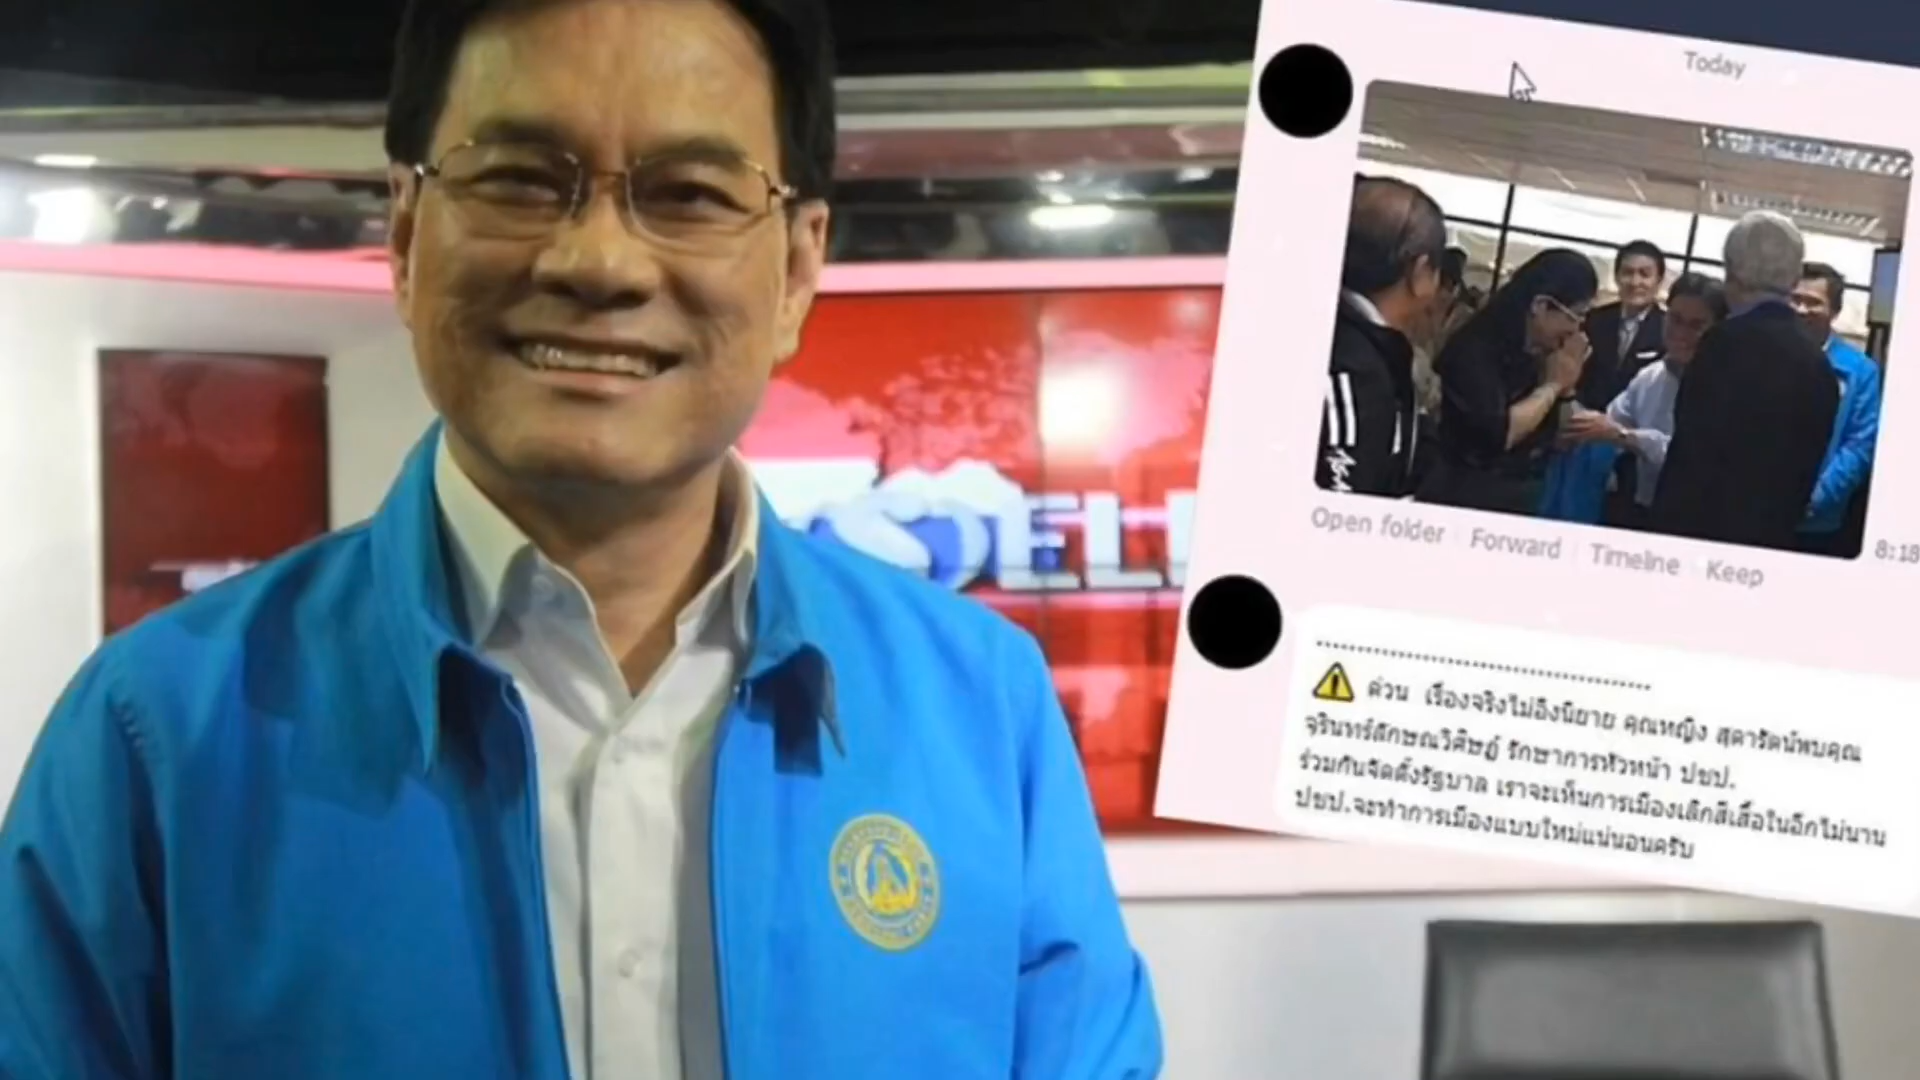 Today
Open folder Forward Timeline Keep
8:18
ด่วน เรื่องจริงไม่อิงนิยาย คุณหญิง สุดารัตน์พบคุณ
จุรินทร์ลักษณวิศิษฏ์ รักษาการหัวหน้า ปชป.
ร่วมกันจัดตั้งรัฐบาล เราจะเห็นการเมืองเลิกสีเสื้อในอีกไม่นาน
ปชป.จะทำการเมืองแบบใหม่แน่นอนครับ